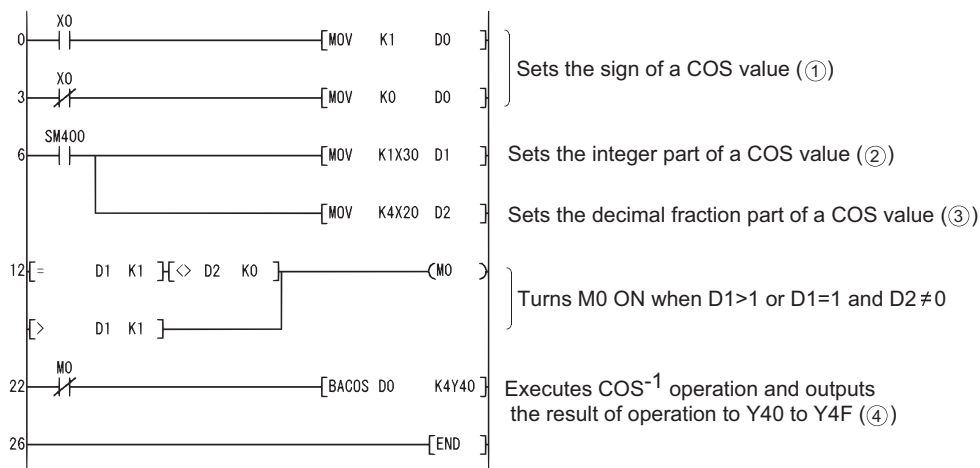 X0
0 [MOV K1 D0 ]
Sets the sign of a COS value (①)
X0
3 [MOV K0 D0 ]
SM400
6 [MOV K1X30 D1 ] Sets the integer part of a COS value (②)
[MOV K4X20 D2 ] Sets the decimal fraction part of a COS value (③)
12 [= D1 K1 ] [<> D2 K0 ] (M0 )
Turns M0 ON when D1>1 or D1=1 and D2≠0
[> D1 K1 ]
M0
22 [BACOS D0 K4Y40 ] Executes COS-1 operation and outputs
the result of operation to Y40 to Y4F (④)
26 [END ]